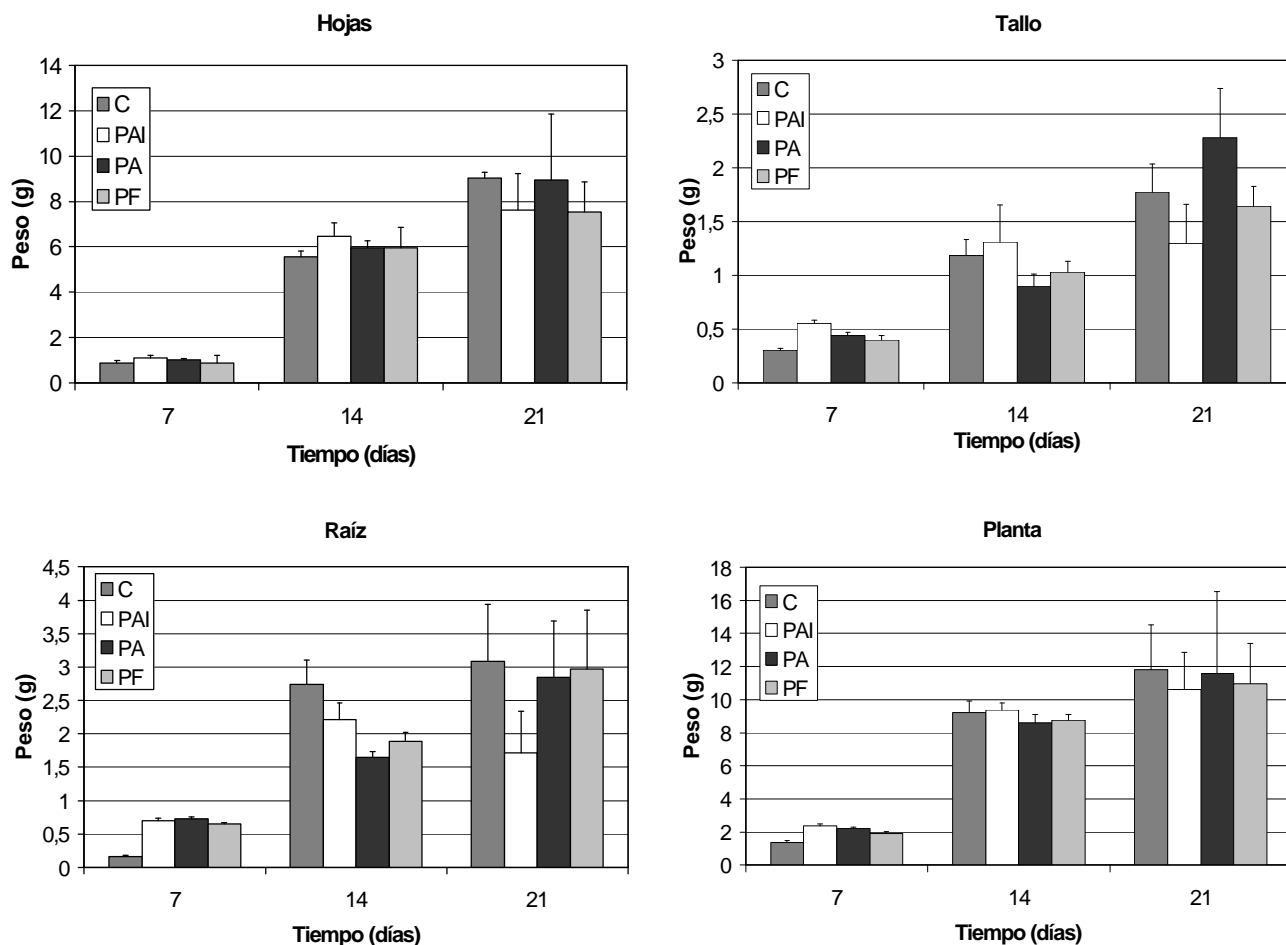 Hojas
Peso (g)
14
12
10
8
6
4
2
0
C
PAI
PA
PF
7 14 21
Tiempo (días)
Tallo
Peso (g)
3
2,5
2
1,5
1
0,5
0
C
PAI
PA
PF
7 14 21
Tiempo (días)
Raíz
Peso (g)
4,5
4
3,5
3
2,5
2
1,5
1
0,5
0
C
PAI
PA
PF
7 14 21
Tiempo (días)
Planta
Peso (g)
18
16
14
12
10
8
6
4
2
0
C
PAI
PA
PF
7 14 21
Tiempo (días)